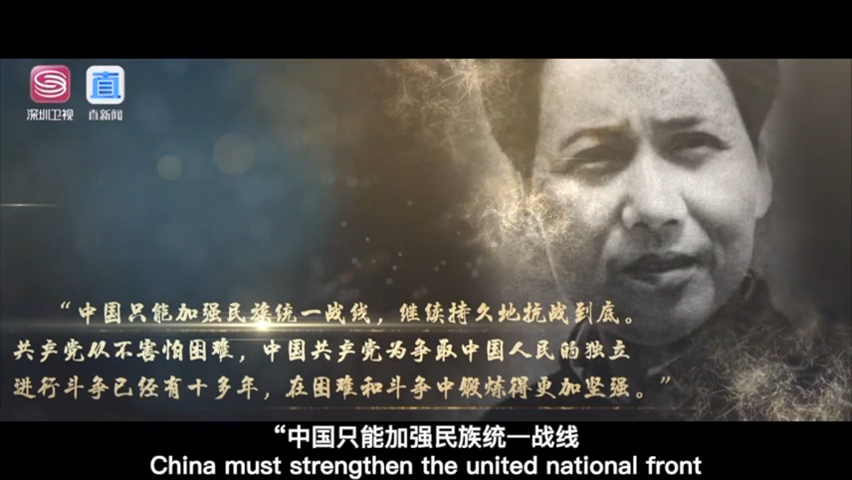 深圳卫视
直
直新闻
“中国只能加强民族统一战线，继续持久地抗战到底。
共产党从不害怕困难，中国共产党为争取中国人民的独立
进行斗争已经有十多年，在困难和斗争中锻炼得更加坚强。”
“中国只能加强民族统一战线
China must strengthen the united national front